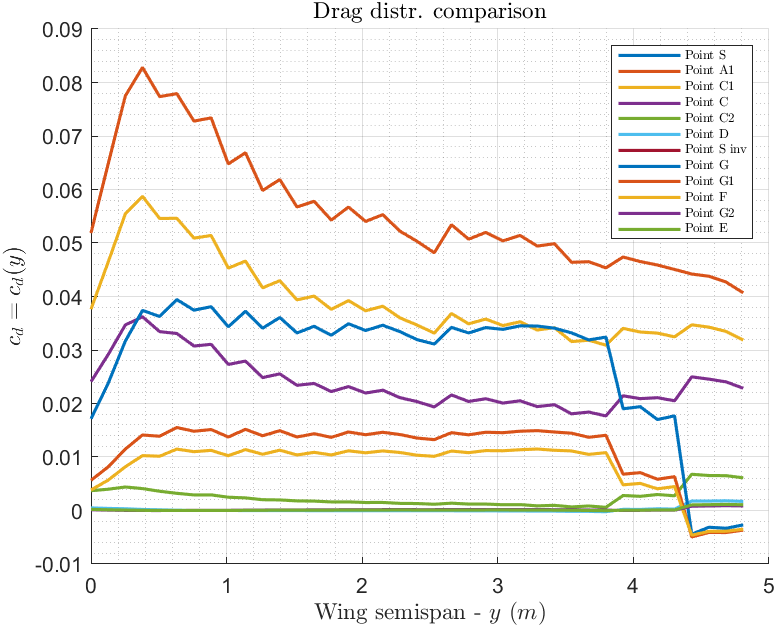 Drag distr. comparison
0.09
0.08
0.07
0.06
0.05
0.04
0.03
0.02
0.01
0
-0.01
c_d = c_d(y)
Point S
Point A1
Point C1
Point C
Point C2
Point D
Point S inv
Point G
Point G1
Point F
Point G2
Point E
0 1 2 3 4 5
Wing semispan - y (m)